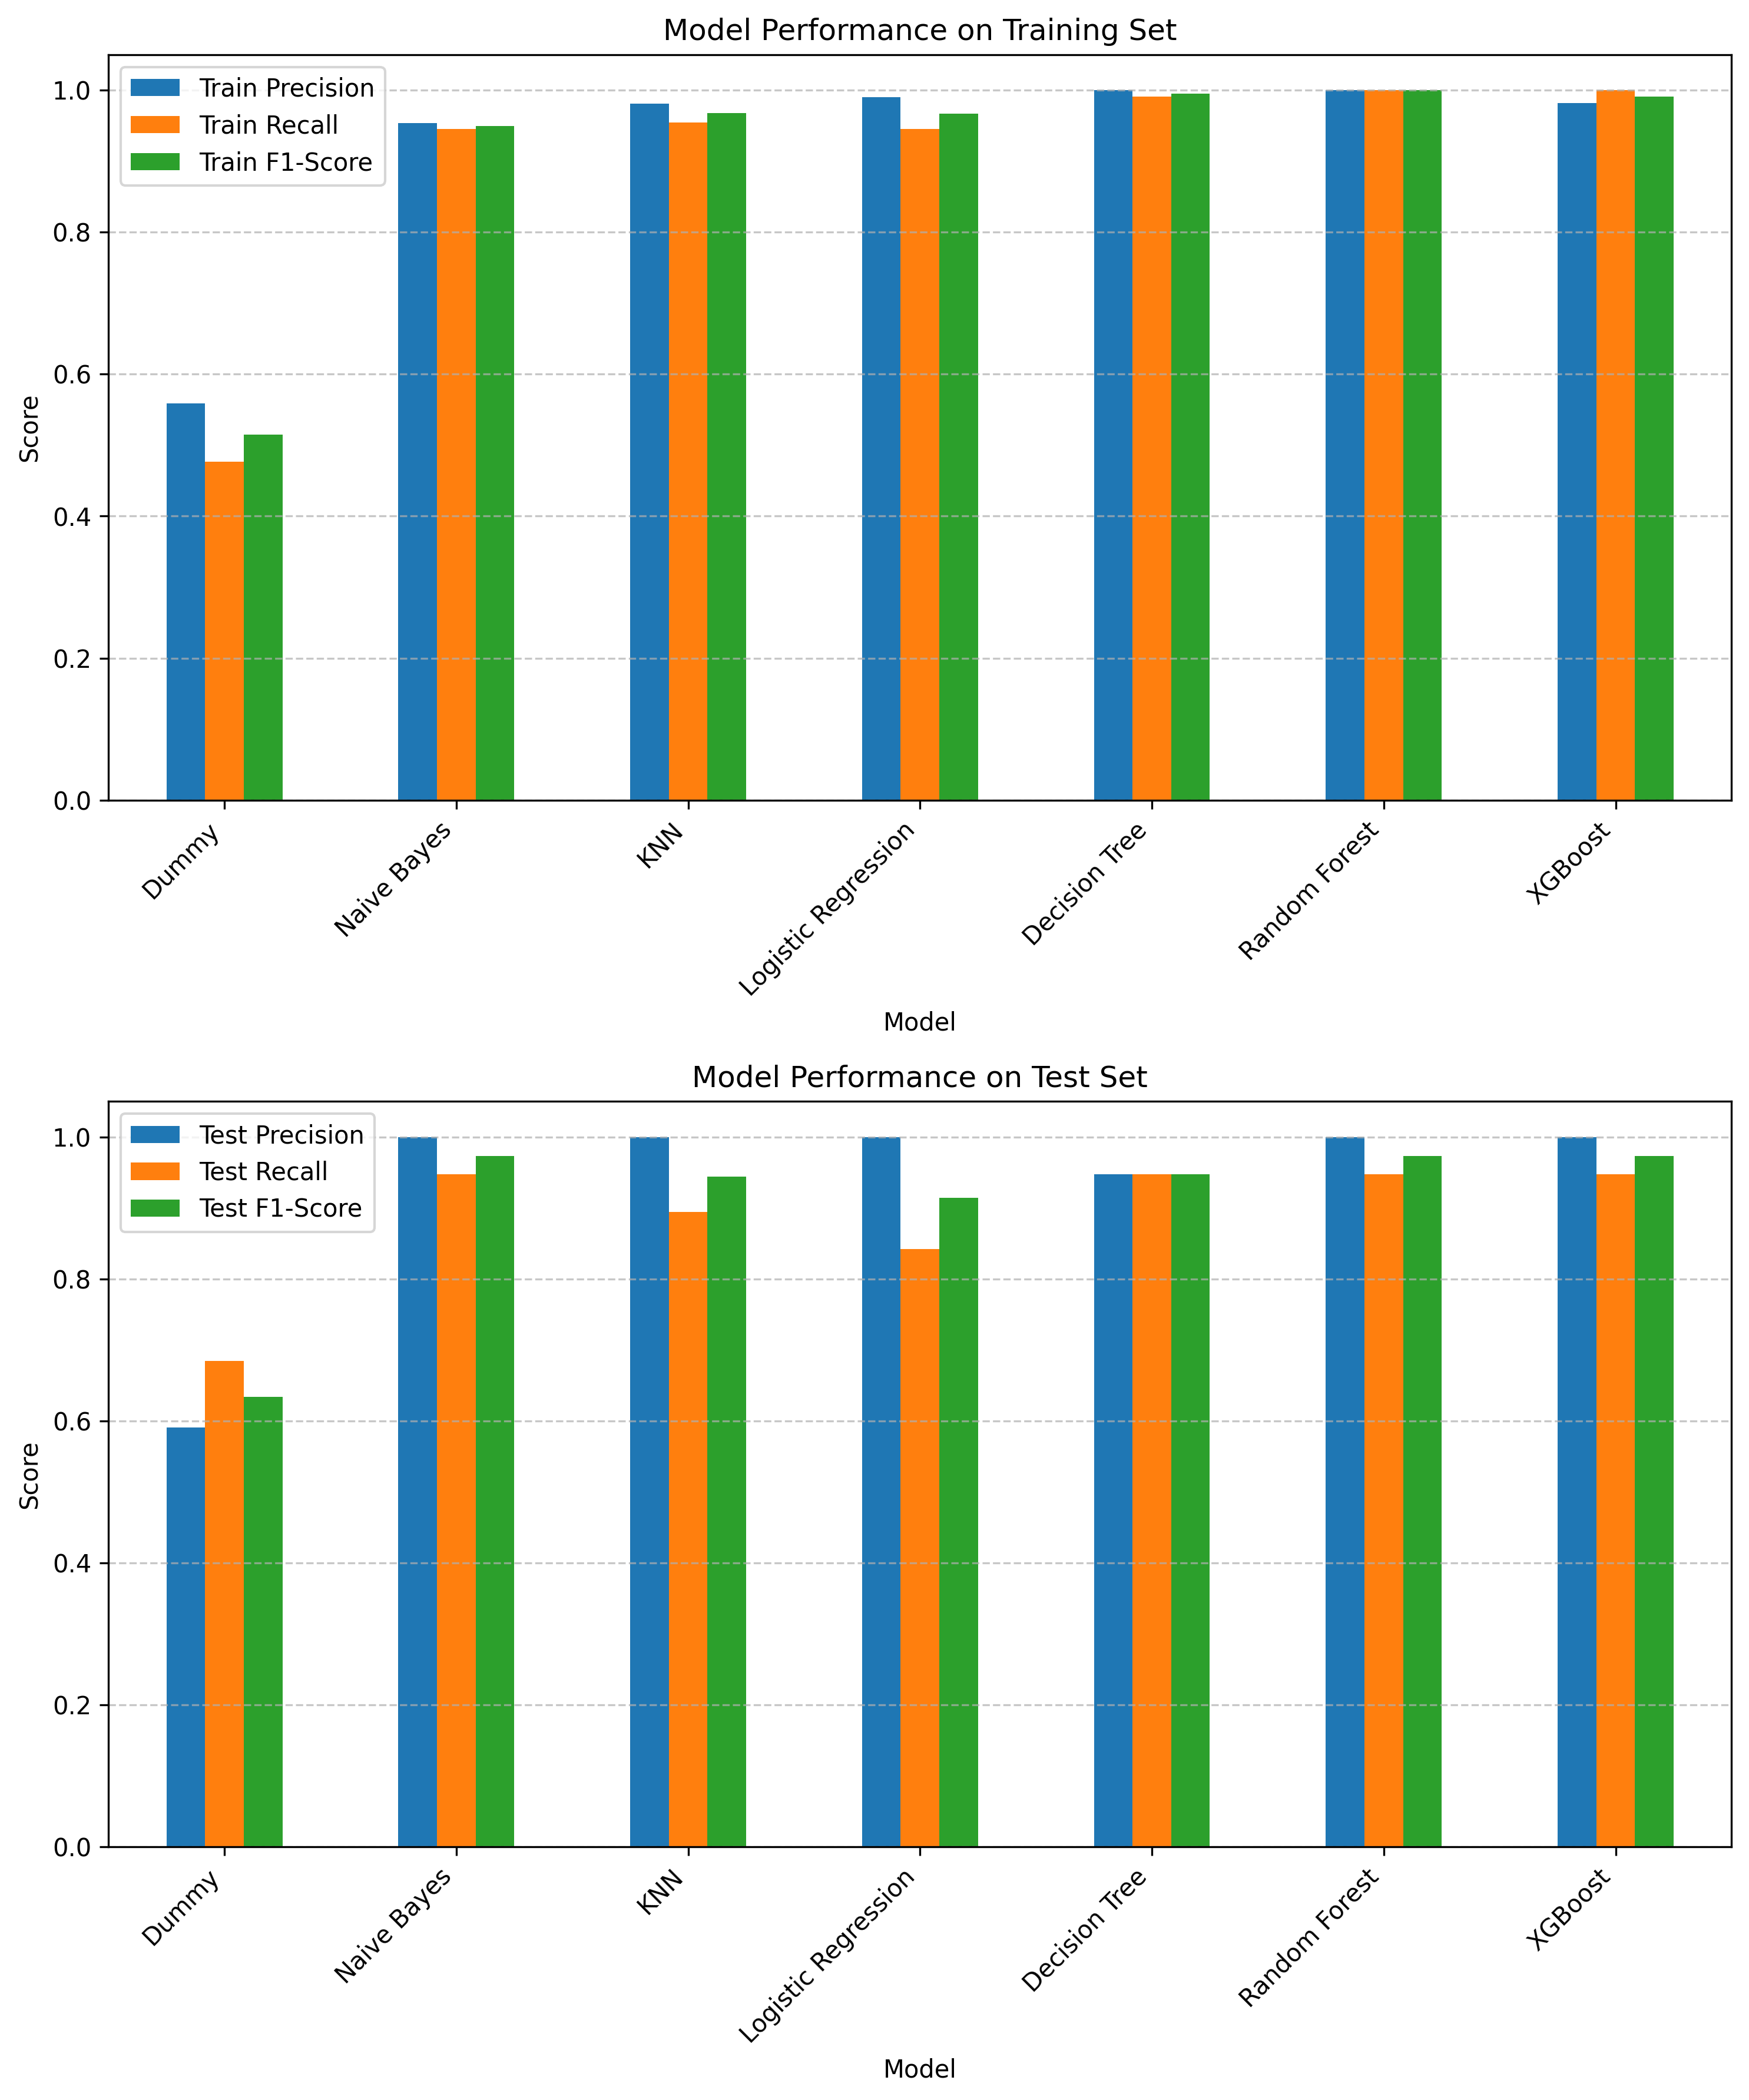 Model Performance on Training Set
Train Precision
Train Recall
Train F1-Score
1.0
0.8
0.6
0.4
0.2
0.0
Score
Dummy
Naive Bayes
KNN
Logistic Regression
Decision Tree
Random Forest
XGBoost
Model
Model Performance on Test Set
Test Precision
Test Recall
Test F1-Score
1.0
0.8
0.6
0.4
0.2
0.0
Score
Dummy
Naive Bayes
KNN
Logistic Regression
Decision Tree
Random Forest
XGBoost
Model